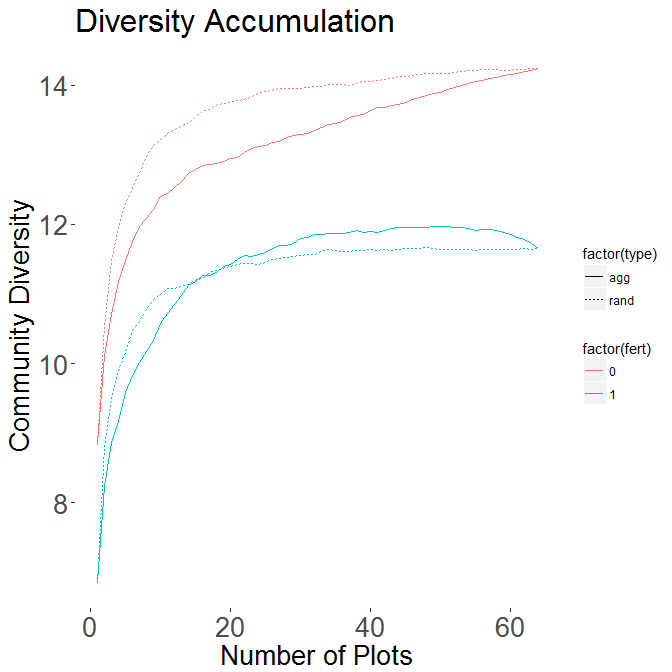 Diversity Accumulation
14
12
10
8
Community Diversity
0 20 40 60
Number of Plots
factor(type)
agg
rand
factor(fert)
0
1